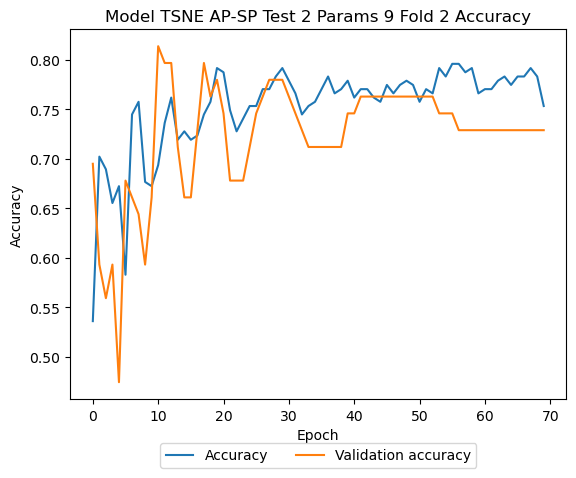 Model TSNE AP-SP Test 2 Params 9 Fold 2 Accuracy
0.80
0.75
0.70
0.65
0.60
0.55
0.50
Accuracy
0 10 20 30 40 50 60 70
Epoch
Accuracy Validation accuracy